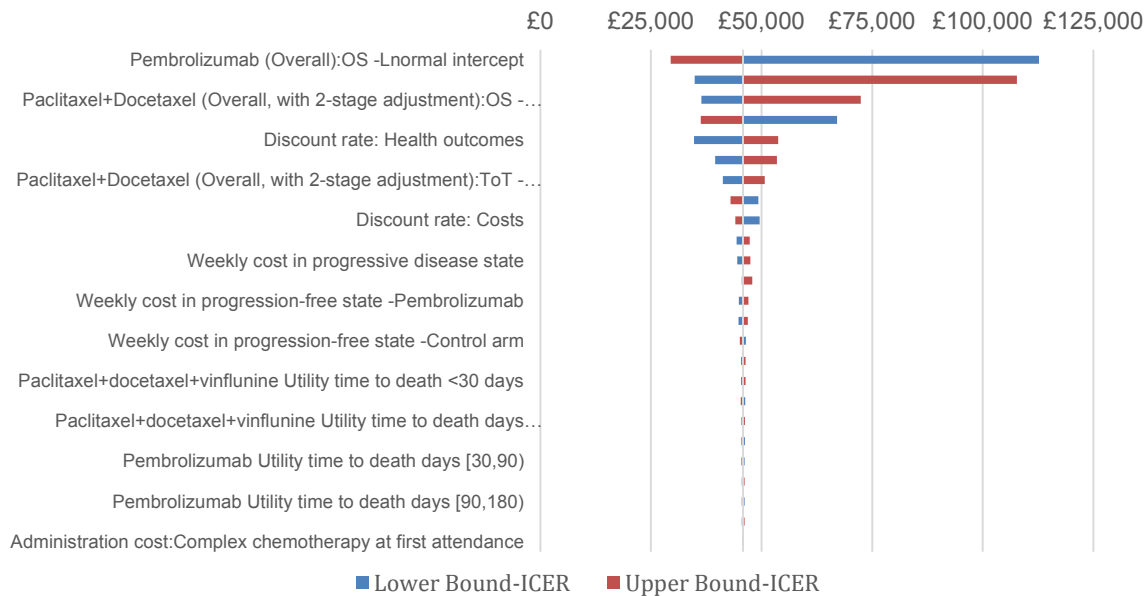 £0 £25,000 £50,000 £75,000 £100,000 £125,000
Pembrolizumab (Overall):OS -Lnormal intercept
Paclitaxel+Docetaxel (Overall, with 2-stage adjustment):OS -…
Discount rate: Health outcomes
Paclitaxel+Docetaxel (Overall, with 2-stage adjustment):ToT -…
Discount rate: Costs
Weekly cost in progressive disease state
Weekly cost in progression-free state -Pembrolizumab
Weekly cost in progression-free state -Control arm
Paclitaxel+docetaxel+vinflunine Utility time to death <30 days
Paclitaxel+docetaxel+vinflunine Utility time to death days…
Pembrolizumab Utility time to death days [30,90)
Pembrolizumab Utility time to death days [90,180)
Administration cost:Complex chemotherapy at first attendance
Lower Bound-ICER Upper Bound-ICER